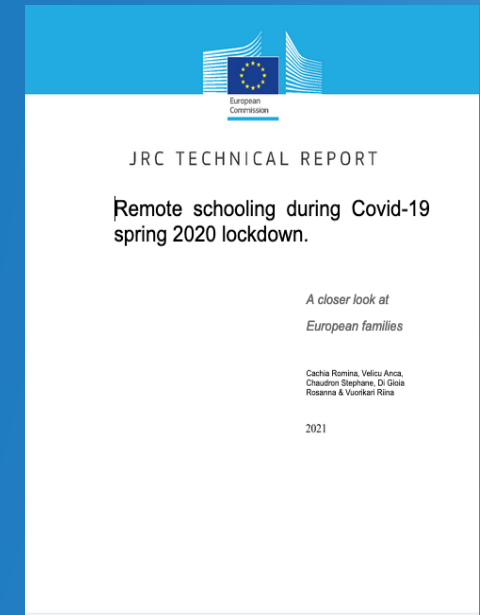 European
Commission
JRC TECHNICAL REPORT
Remote schooling during Covid-19
spring 2020 lockdown.
A closer look at
European families
Cachia Romina, Velicu Anca,
Chaudron Stephane, Di Gioia
Rosanna & Vuorikari Riina
2021